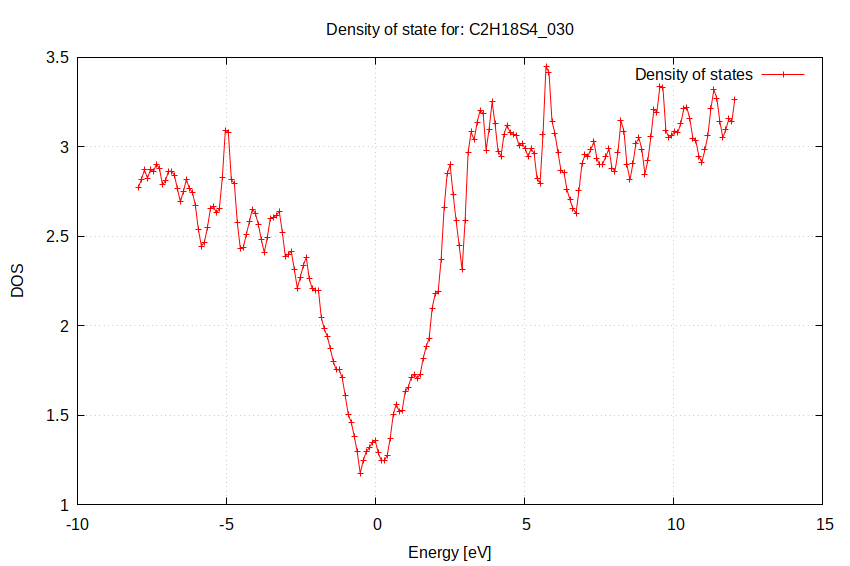 Density of state for: C2H18S4_030
Density of states
3.5
3
2.5
2
1.5
1
DOS
-10 -5 0 5 10 15
Energy [eV]